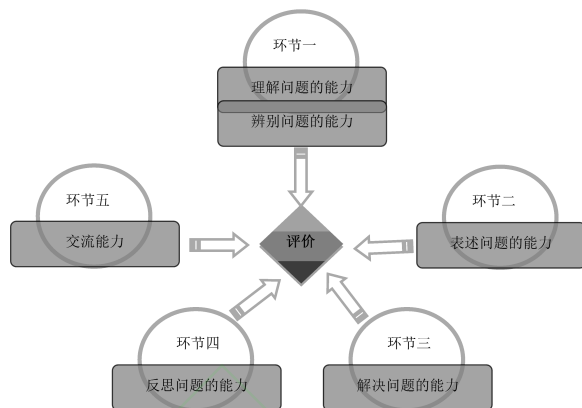 环节一
理解问题的能力
辨别问题的能力
环节五
交流能力
评价
环节二
表述问题的能力
环节四
反思问题的能力
环节三
解决问题的能力